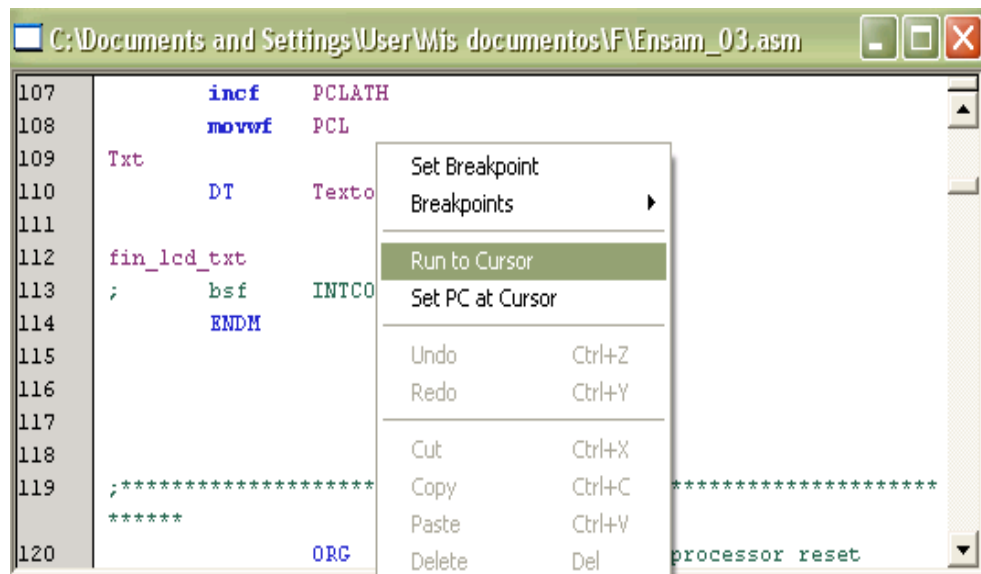 C:\Documents and Settings\User\Mis documentos\F\Ensam_03.asm
107 incf PCLATH
108 movwf PCL
109 Txt
110 DT Texto
111
112 fin_lcd_txt
113 ; bsf INTCO
114 ENDM
115
116
117
118
119 ;******************** *********************
******
120 ORG processor reset
Set Breakpoint
Breakpoints
Run to Cursor
Set PC at Cursor
Undo Ctrl+Z
Redo Ctrl+Y
Cut Ctrl+X
Copy Ctrl+C
Paste Ctrl+V
Delete Del